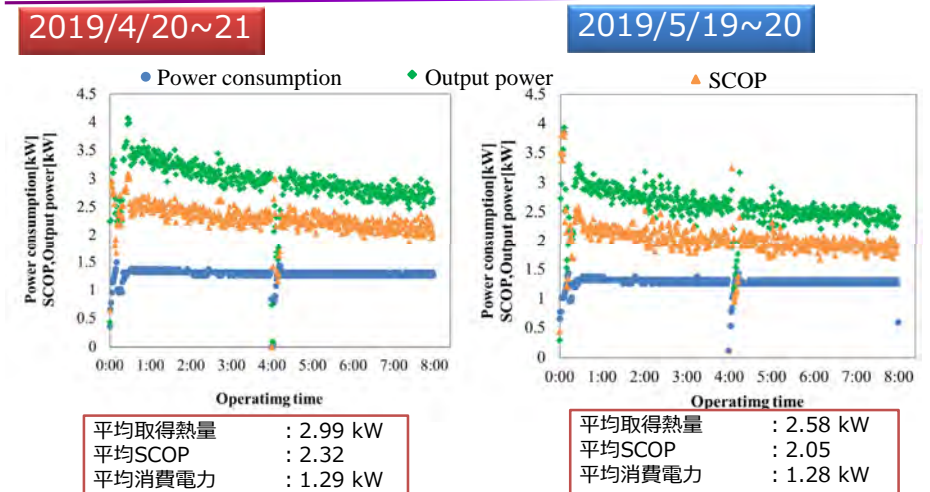 2019/4/20~21
2019/5/19~20
Power consumption
Output power
SCOP
Power consumption[kW]
SCOP,Output power[kW]
4.5
4
3.5
3
2.5
2
1.5
1
0.5
0
0:00 1:00 2:00 3:00 4:00 5:00 6:00 7:00 8:00
Operatimg time
平均取得熱量 : 2.99 kW
平均SCOP : 2.32
平均消費電力 : 1.29 kW
Power consumption[kW]
SCOP,Output power[kW]
4.5
4
3.5
3
2.5
2
1.5
1
0.5
0
0:00 1:00 2:00 3:00 4:00 5:00 6:00 7:00 8:00
Operatimg time
平均取得熱量 : 2.58 kW
平均SCOP : 2.05
平均消費電力 : 1.28 kW